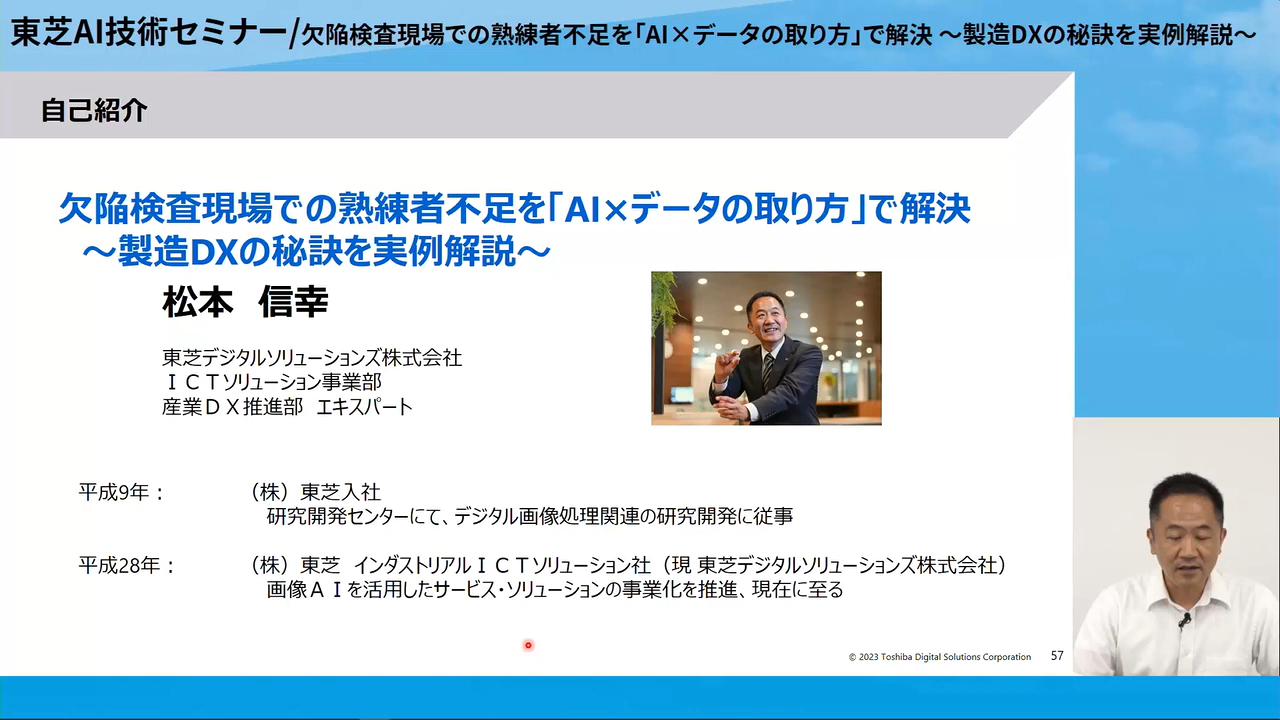 東芝AI技術セミナー/欠陥検査現場での熟練者不足を「AI×データの取り方」で解決 ～製造DXの秘訣を実例解説～
自己紹介
欠陥検査現場での熟練者不足を「AI×データの取り方」で解決
～製造DXの秘訣を実例解説～
松本　信幸
東芝デジタルソリューションズ株式会社
ＩＣＴソリューション事業部
産業ＤＸ推進部　エキスパート
平成9年：　（株）東芝入社
研究開発センターにて、デジタル画像処理関連の研究開発に従事
平成28年：　（株）東芝　インダストリアルＩＣＴソリューション社（現 東芝デジタルソリューションズ株式会社）
画像ＡＩを活用したサービス・ソリューションの事業化を推進、現在に至る
© 2023 Toshiba Digital Solutions Corporation　57